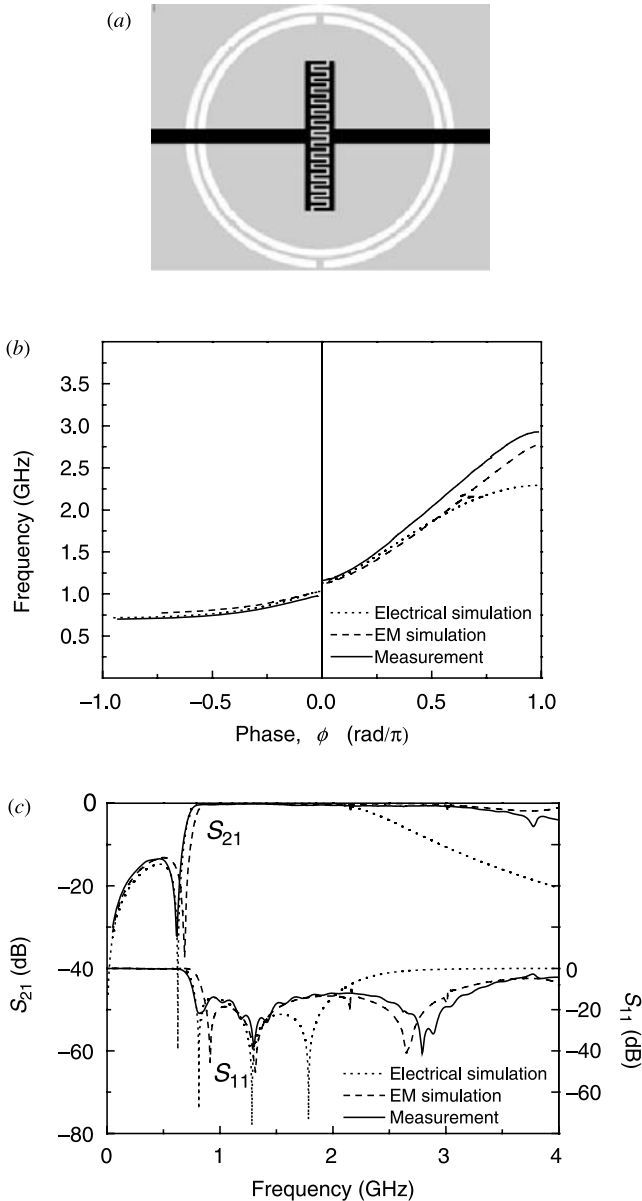 (a)
(b)
Frequency (GHz)
3.5
3.0
2.5
2.0
1.5
1.0
0.5
Electrical simulation
EM simulation
Measurement
−1.0 −0.5 0.0 0.5 1.0
Phase, ϕ (rad/π)
(c)
S21 (dB)
0
−20
−40
−60
−80
S21
S11
0
−20
−40
−60
S11 (dB)
Electrical simulation
EM simulation
Measurement
0 1 2 3 4
Frequency (GHz)